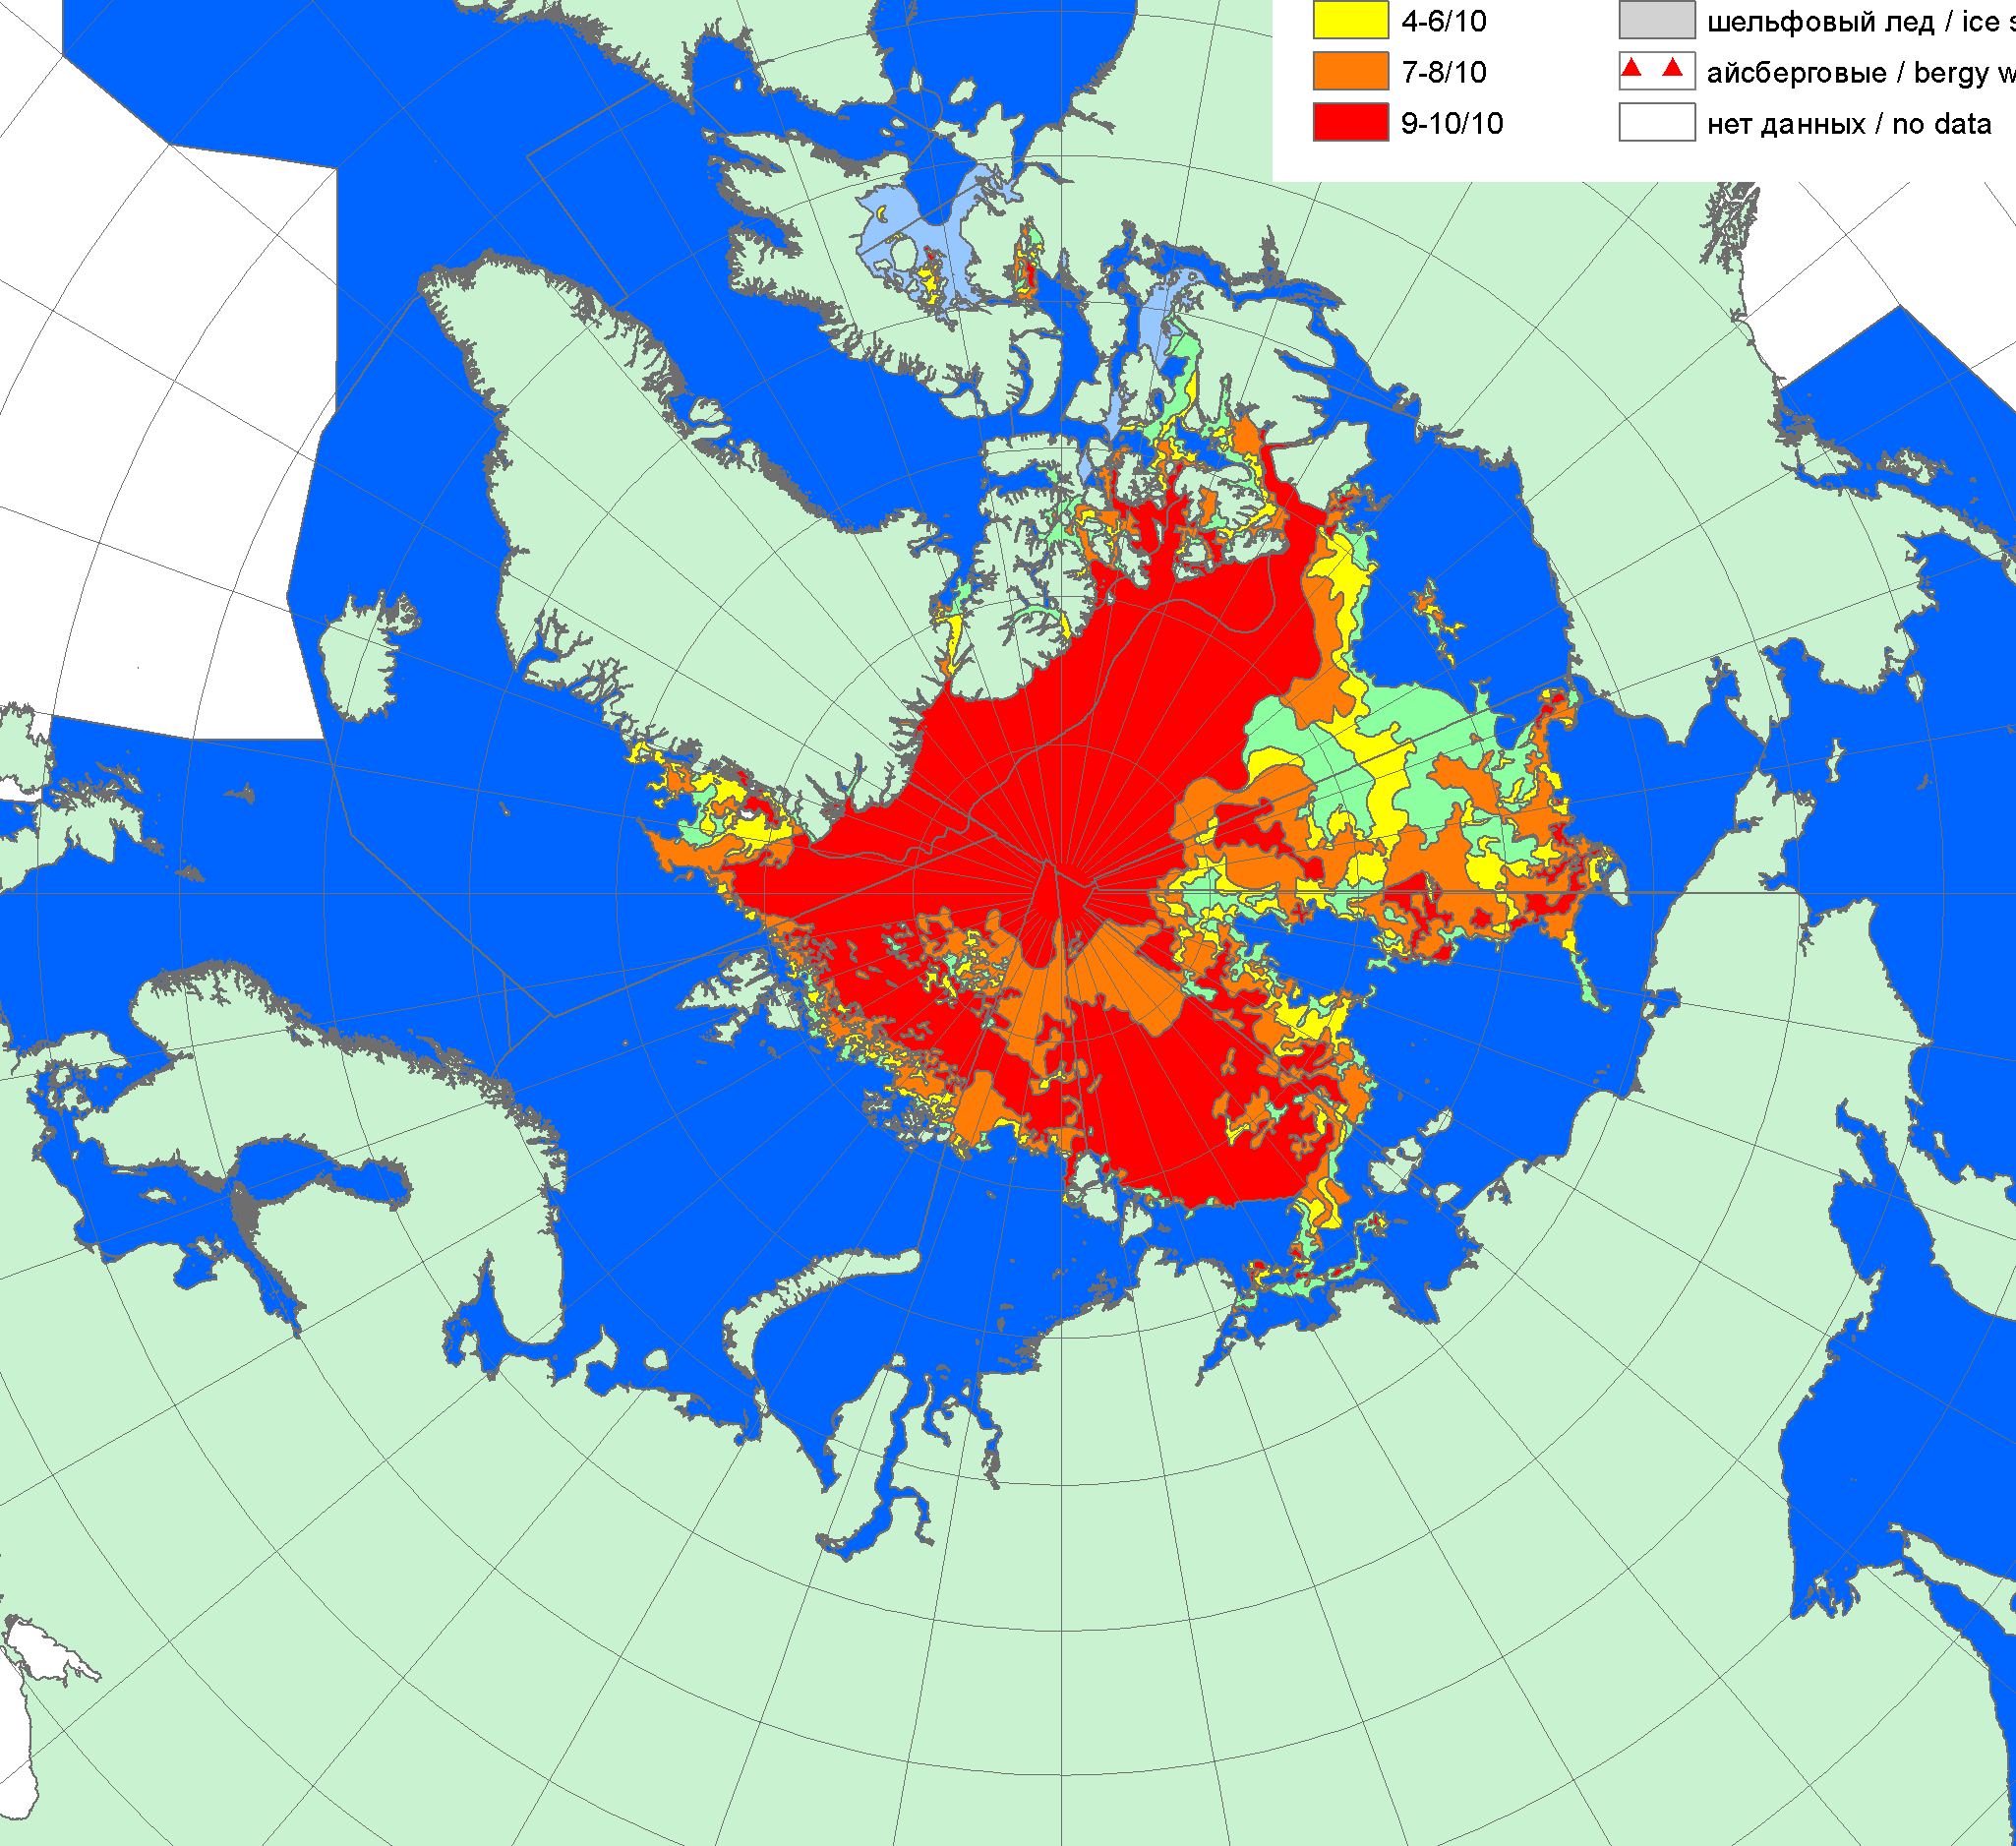 4-6/10
7-8/10
9-10/10
шельфовый лед / ice s
айсберговые / bergy w
нет данных / no data